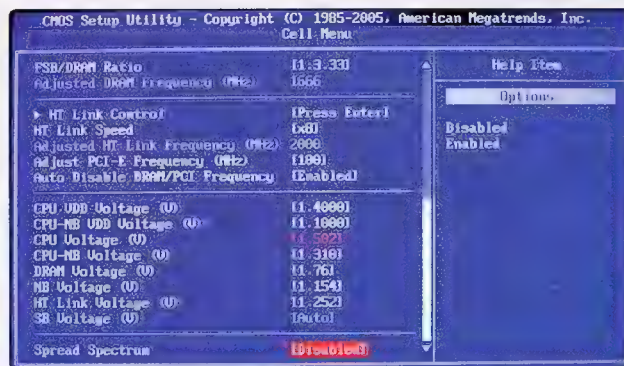 CMOS Setup Utility - Copyright (C) 1985-2005, American Megatrends, Inc.
Cell Menu
FSB/DRAM Ratio [1:3.33]
Adjusted DRAM Frequency (MHz) 1666
▶ HT Link Control [Press Enter]
HT Link Speed [x8]
Adjusted HT Link Frequency (MHz) 2000
Adjust PCI-E Frequency (MHz) [100]
Auto Disable DRAM/PCI Frequency [Enabled]
CPU VDD Voltage (V) [1.4000]
CPU-NB VDD Voltage (V) [1.1000]
CPU Voltage (V) [1.502]
CPU-NB Voltage (V) [1.310]
DRAM Voltage (V) [1.76]
NB Voltage (V) [1.154]
HT Link Voltage (V) [1.252]
SB Voltage (V) [Auto]
Spread Spectrum [Disabled]
Help Item
Options
Disabled
Enabled